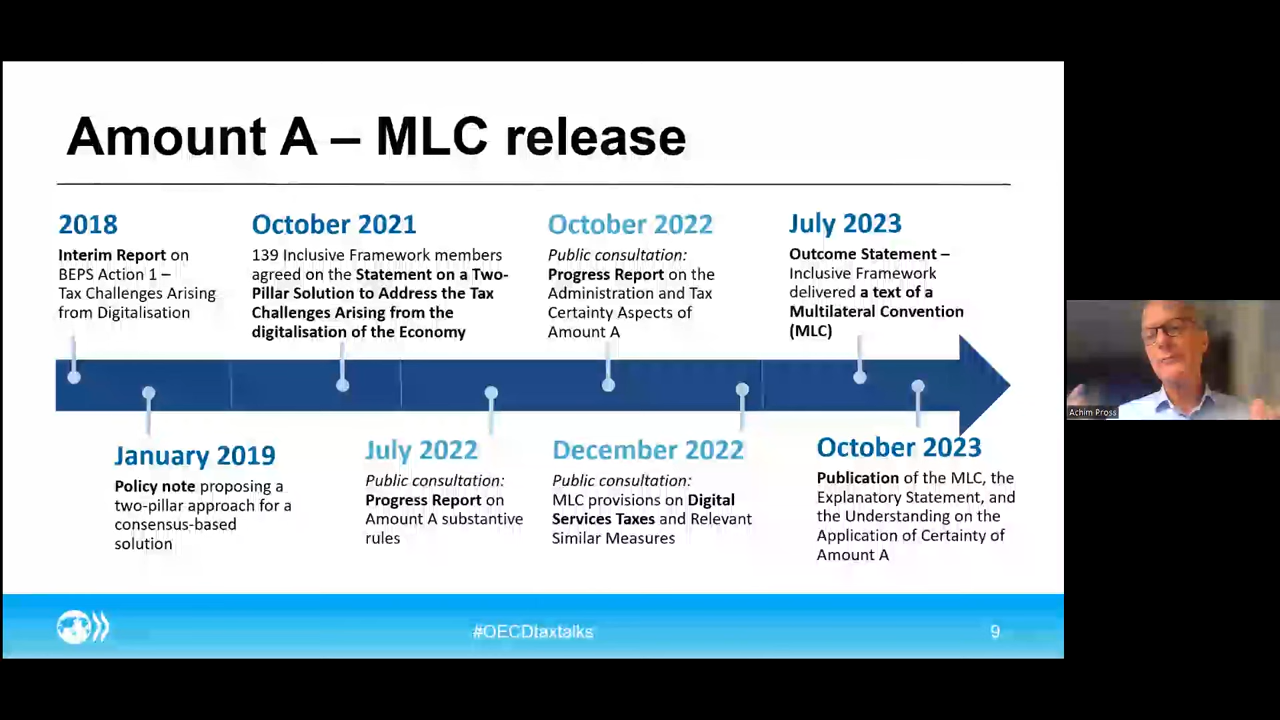 Amount A – MLC release
2018
Interim Report on
BEPS Action 1 –
Tax Challenges Arising
from Digitalisation
October 2021
139 Inclusive Framework members
agreed on the Statement on a Two-
Pillar Solution to Address the Tax
Challenges Arising from the
digitalisation of the Economy
October 2022
Public consultation:
Progress Report on the
Administration and Tax
Certainty Aspects of
Amount A
July 2023
Outcome Statement –
Inclusive Framework
delivered a text of a
Multilateral Convention
(MLC)
January 2019
Policy note proposing a
two-pillar approach for a
consensus-based
solution
July 2022
Public consultation:
Progress Report on
Amount A substantive
rules
December 2022
Public consultation:
MLC provisions on Digital
Services Taxes and Relevant
Similar Measures
October 2023
Publication of the MLC, the
Explanatory Statement, and
the Understanding on the
Application of Certainty of
Amount A
#OECDtaxtalks
9
Achim Pross